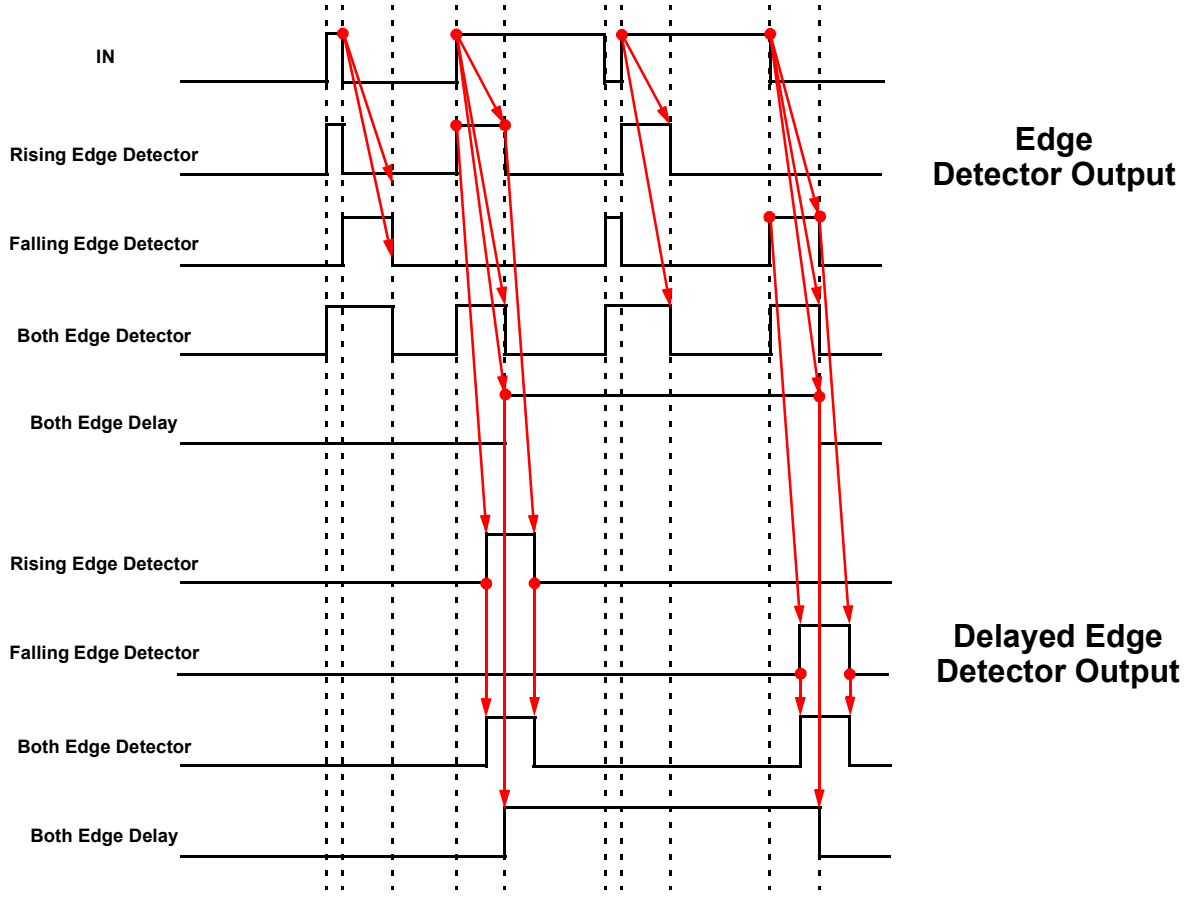 IN
Rising Edge Detector
Falling Edge Detector
Both Edge Detector
Both Edge Delay
Edge
Detector Output
Rising Edge Detector
Falling Edge Detector
Both Edge Detector
Both Edge Delay
Delayed Edge
Detector Output